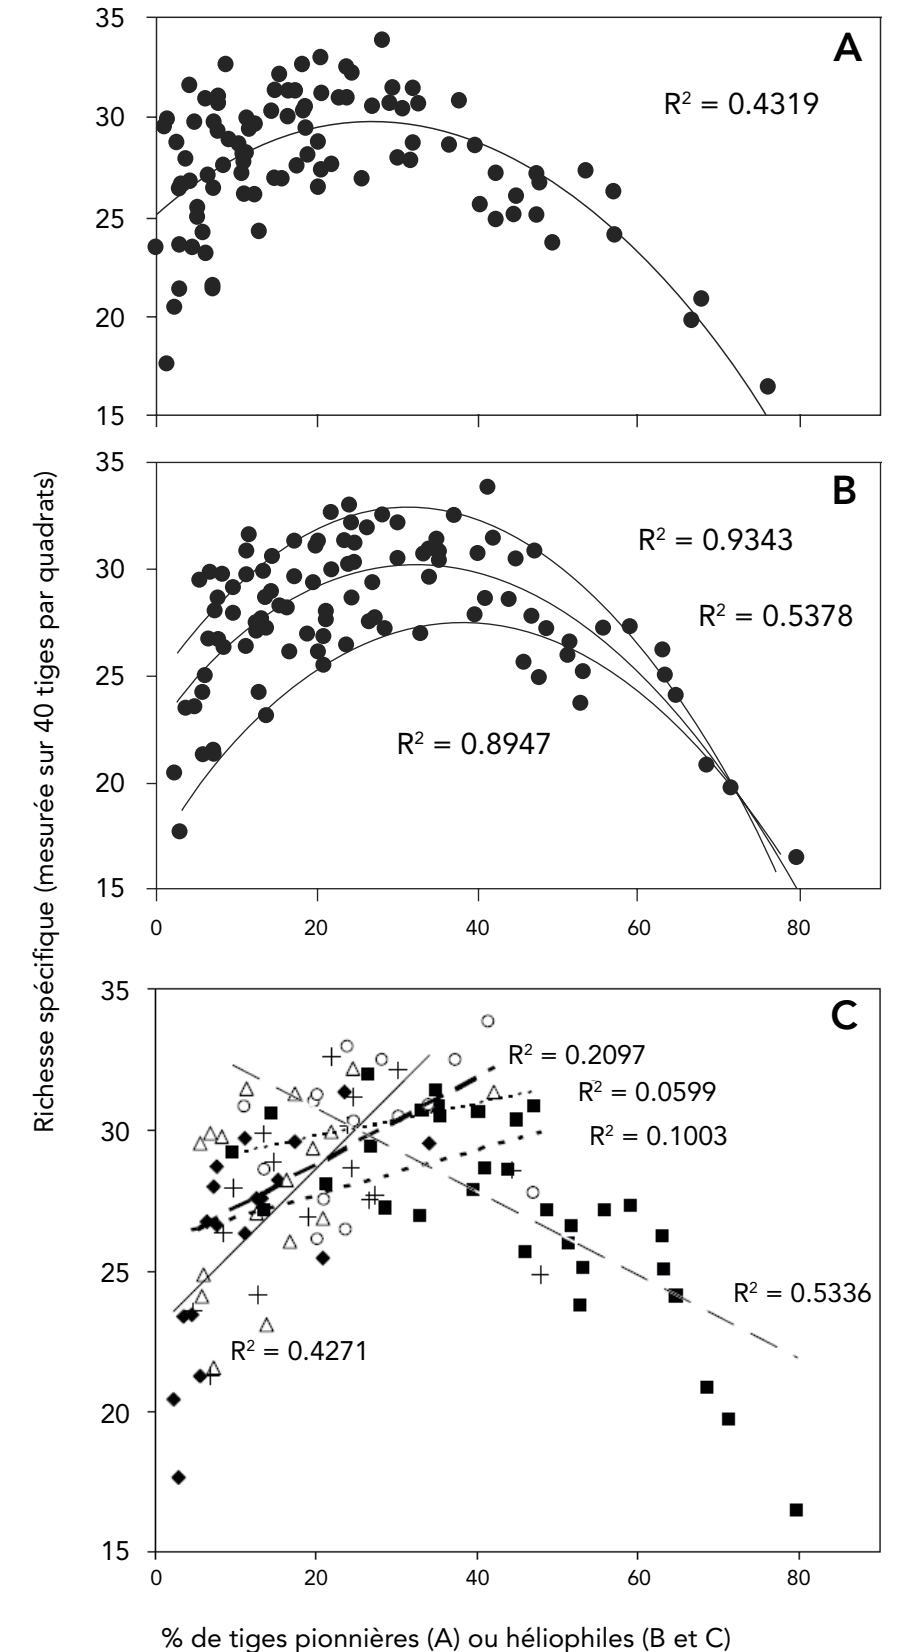 35
A
R² = 0.4319
30
25
20
15
35
B
R² = 0.9343
30
R² = 0.5378
25
R² = 0.8947
20
15
0 20 40 60 80
Richesse spécifique (mesurée sur 40 tiges par quadrats)
35
C
R² = 0.2097
R² = 0.0599
30
R² = 0.1003
25
R² = 0.5336
R² = 0.4271
20
15
0 20 40 60 80
% de tiges pionnières (A) ou héliophiles (B et C)